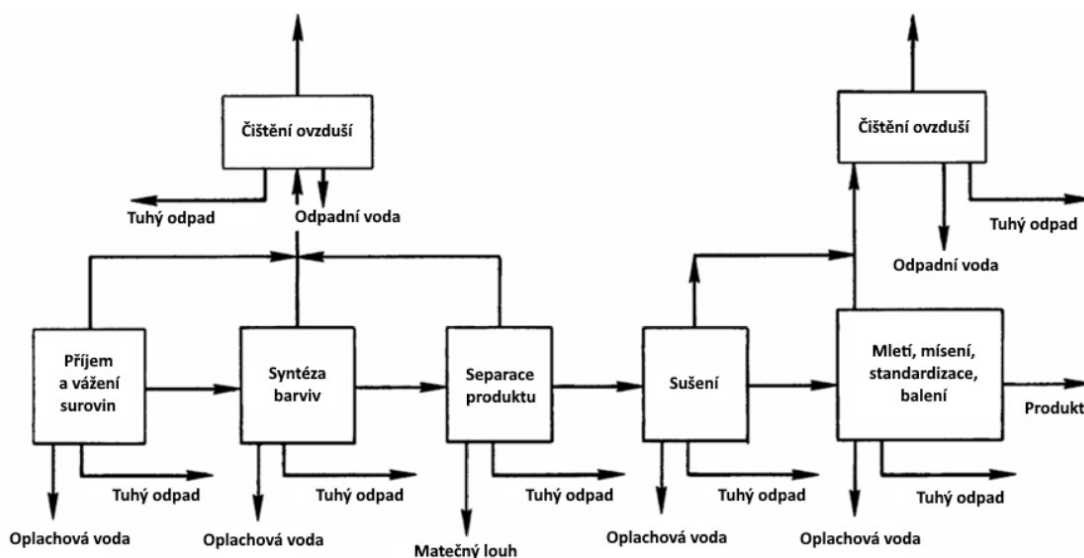 Čištění ovzduší
Čištění ovzduší
Tuhý odpad
Odpadní voda
Tuhý odpad
Odpadní voda
Příjem
a vážení
surovin
Syntéza
barviv
Separace
produktu
Sušení
Mletí, mísení,
standardizace,
balení
Produkt
Tuhý odpad
Tuhý odpad
Tuhý odpad
Tuhý odpad
Tuhý odpad
Oplachová voda
Oplachová voda
Matečný louh
Oplachová voda
Oplachová voda